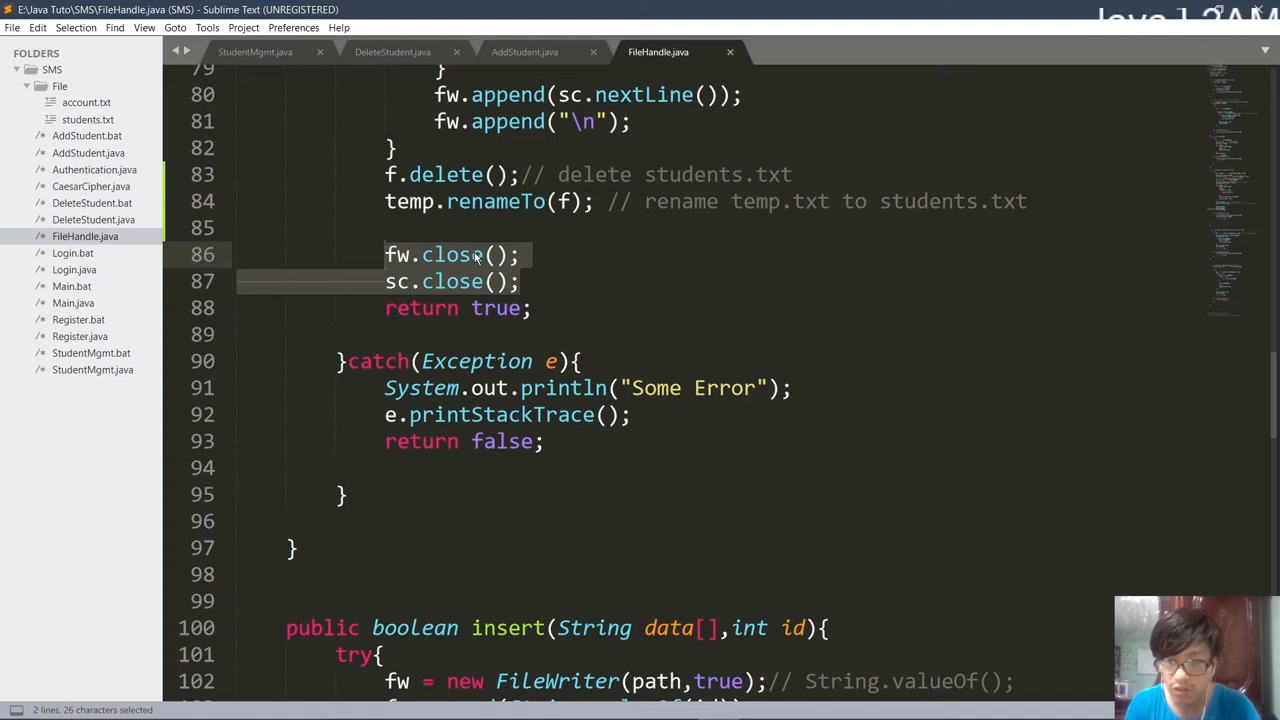 E:\Java Tuto\SMS\FileHandle.java (SMS) - Sublime Text (UNREGISTERED)
File Edit Selection Find View Goto Tools Project Preferences Help
FOLDERS
SMS
File
account.txt
students.txt
AddStudent.bat
AddStudent.java
Authentication.java
CaesarCipher.java
DeleteStudent.bat
DeleteStudent.java
FileHandle.java
Login.bat
Login.java
Main.bat
Main.java
Register.bat
Register.java
StudentMgmt.bat
StudentMgmt.java
StudentMgmt.java DeleteStudent.java AddStudent.java FileHandle.java
79 }
80 fw.append(sc.nextLine());
81 fw.append("\n");
82 }
83 f.delete();// delete students.txt
84 temp.renameTo(f); // rename temp.txt to students.txt
85
86 fw.close();
87 sc.close();
88 return true;
89
90 }catch(Exception e){
91 System.out.println("Some Error");
92 e.printStackTrace();
93 return false;
94
95 }
96
97 }
98
99
100 public boolean insert(String data[],int id){
101 try{
102 fw = new FileWriter(path,true);// String.valueOf();
2 lines, 26 characters selected